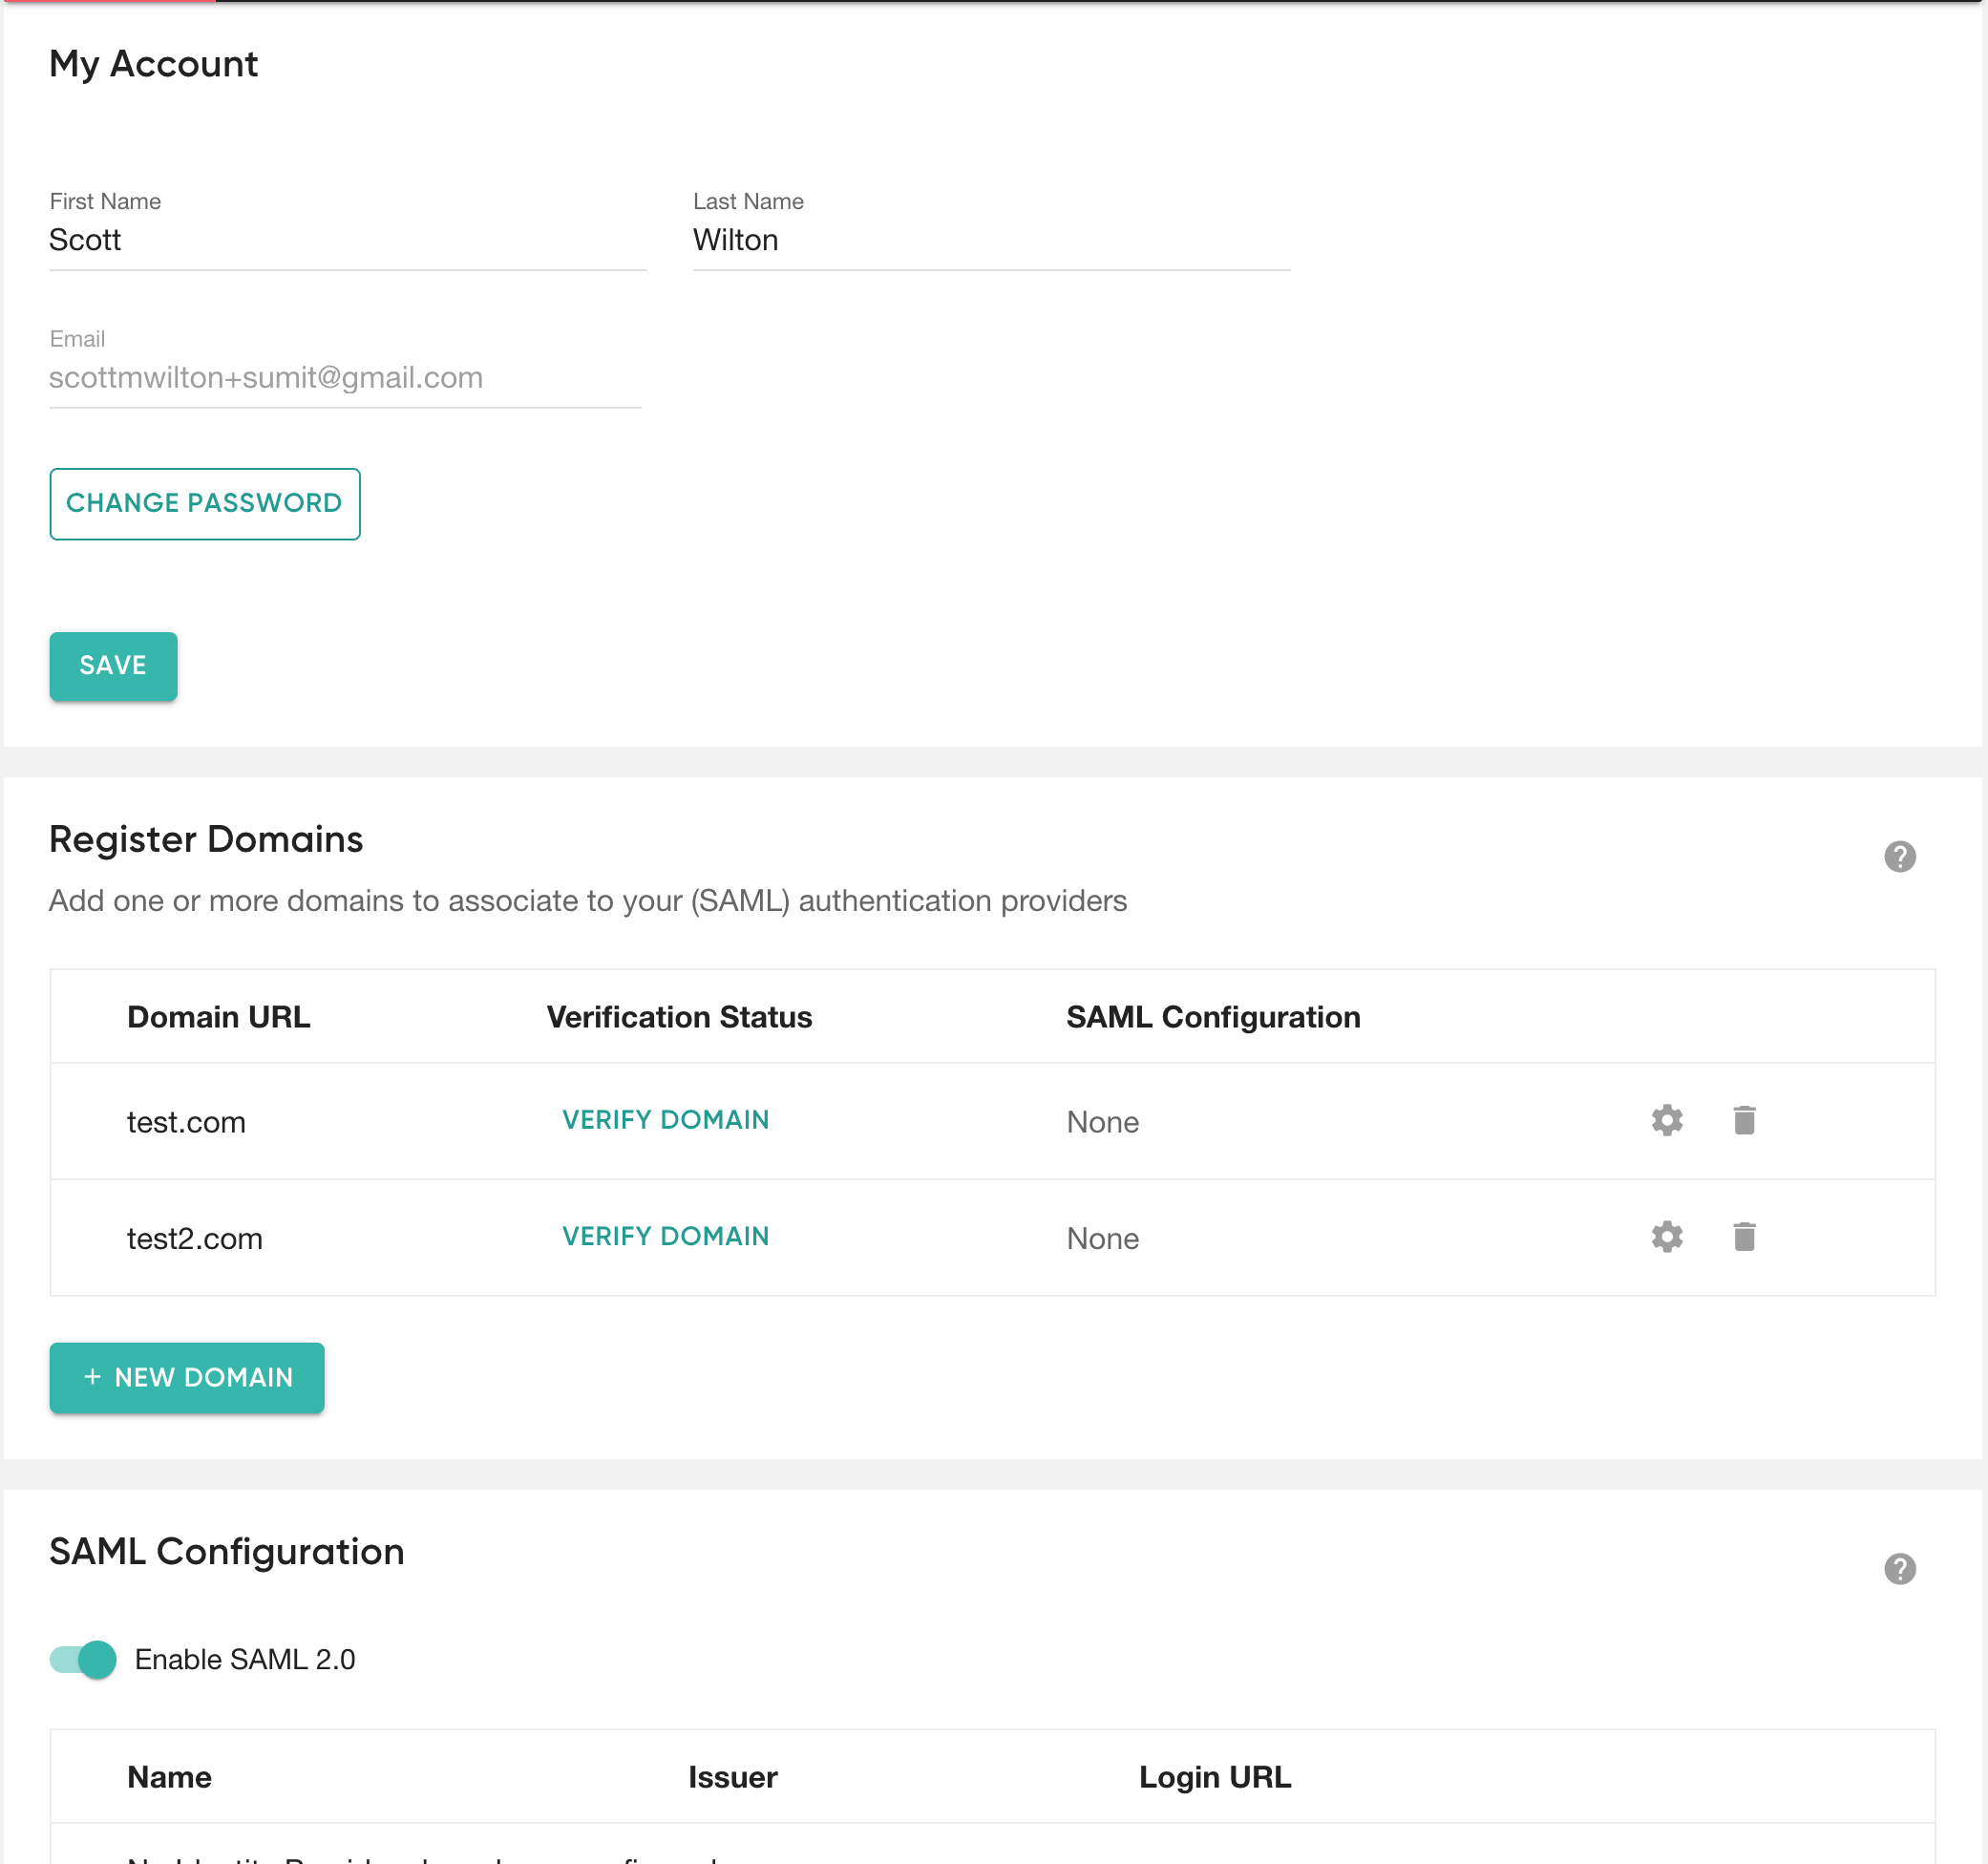 My Account
First Name
Last Name
Scott
Wilton
Email
scottmwilton+sumit@gmail.com
CHANGE PASSWORD
SAVE
Register Domains
Add one or more domains to associate to your (SAML) authentication providers
Domain URL Verification Status SAML Configuration
test.com VERIFY DOMAIN None
test2.com VERIFY DOMAIN None
+ NEW DOMAIN
SAML Configuration
Enable SAML 2.0
Name Issuer Login URL